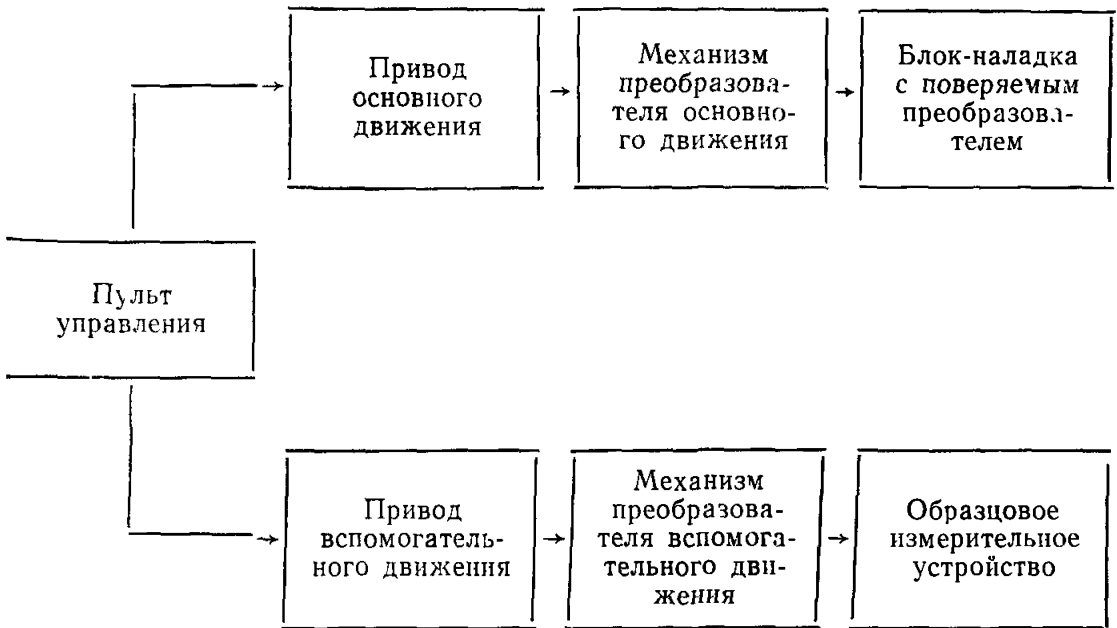 Привод
основного
движения
Механизм
преобразова-
теля основно-
го движения
Блок-наладка
с поверяемым
преобразова-
телем
Пульт
управления
Привод
вспомогатель-
ного движения
Механизм
преобразова-
теля вспомога-
тельного дви-
жения
Образцовое
измерительное
устройство